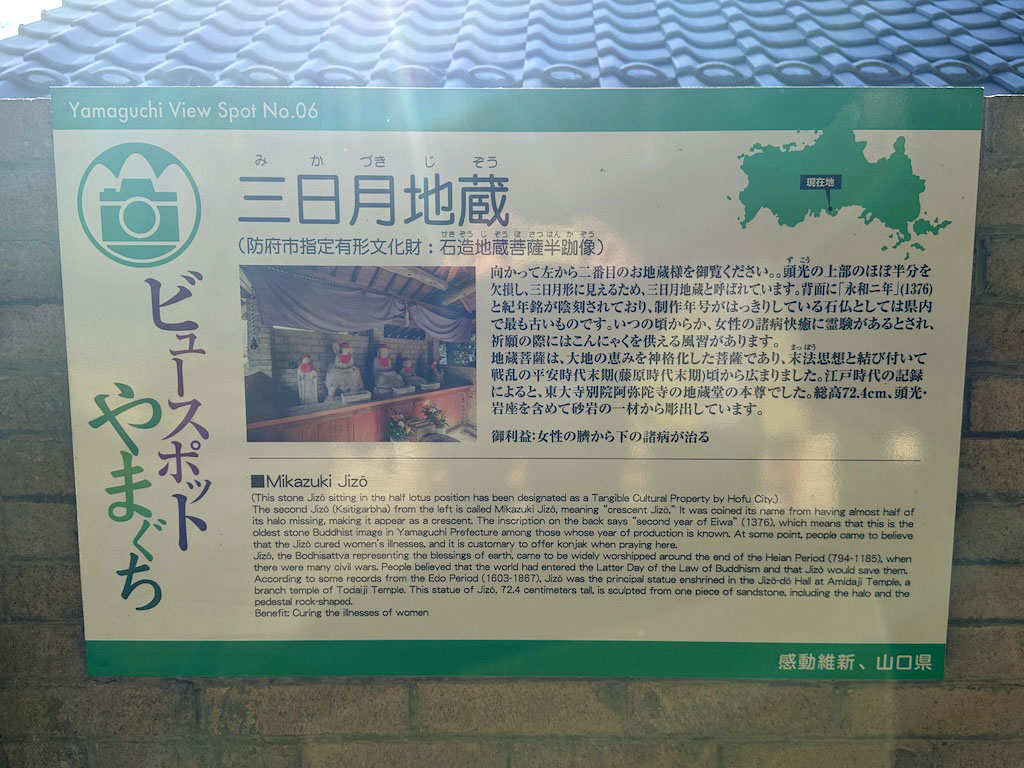 Yamaguchi View Spot No.06
ビュースポット
やまぐち
み か づき じ ぞう
三日月地蔵
せき ぞう じ ぞう ぼ さつ はん か ぞう
(防府市指定有形文化財：石造地蔵菩薩半跏像)
現在地
向かって左から二番目のお地蔵様を御覧ください。。頭光の上部のほぼ半分を
ず こう
欠損し、三日月形に見えるため、三日月地蔵と呼ばれています。背面に「永和二年」(1376)
と紀年銘が陰刻されており、制作年号がはっきりしている石仏としては県内
で最も古いものです。いつの頃からか、女性の諸病快癒に霊験があるとされ、
祈願の際にはこんにゃくを供える風習があります。
まっぽう
地蔵菩薩は、大地の恵みを神格化した菩薩であり、末法思想と結び付いて
戦乱の平安時代末期(藤原時代末期)頃から広まりました。江戸時代の記録
によると、東大寺別院阿弥陀寺の地蔵堂の本尊でした。総高72.4cm、頭光・
岩座を含めて砂岩の一材から彫出しています。
御利益：女性の臍から下の諸病が治る
■Mikazuki Jizō
(This stone Jizō sitting in the half lotus position has been designated as a Tangible Cultural Property by Hofu City.)
The second Jizō (Ksitigarbha) from the left is called Mikazuki Jizō, meaning "crescent Jizō." It was coined its name from having almost half of
its halo missing, making it appear as a crescent. The inscription on the back says "second year of Eiwa" (1376), which means that this is the
oldest stone Buddhist image in Yamaguchi Prefecture among those whose year of production is known. At some point, people came to believe
that the Jizō cured women's illnesses, and it is customary to offer konjak when praying here.
Jizō, the Bodhisattva representing the blessings of earth, came to be widely worshipped around the end of the Heian Period (794-1185), when
there were many civil wars. People believed that the world had entered the Latter Day of the Law of Buddhism and that Jizō would save them.
According to some records from the Edo Period (1603-1867), Jizō was the principal statue enshrined in the Jizō-dō Hall at Amidaji Temple, a
branch temple of Todaiji Temple. This statue of Jizō, 72.4 centimeters tall, is sculpted from one piece of sandstone, including the halo and the
pedestal rock-shaped.
Benefit: Curing the illnesses of women
感動維新、山口県